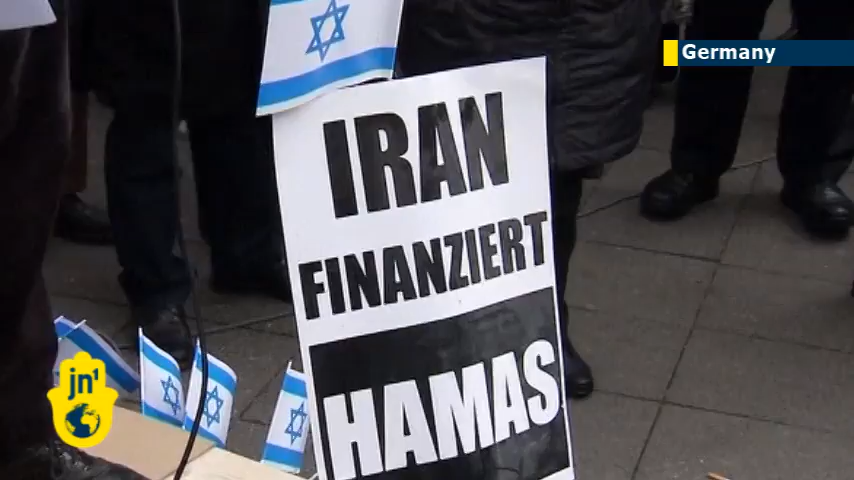 Germany
IRAN
FINANZIERT
HAMAS
jn1